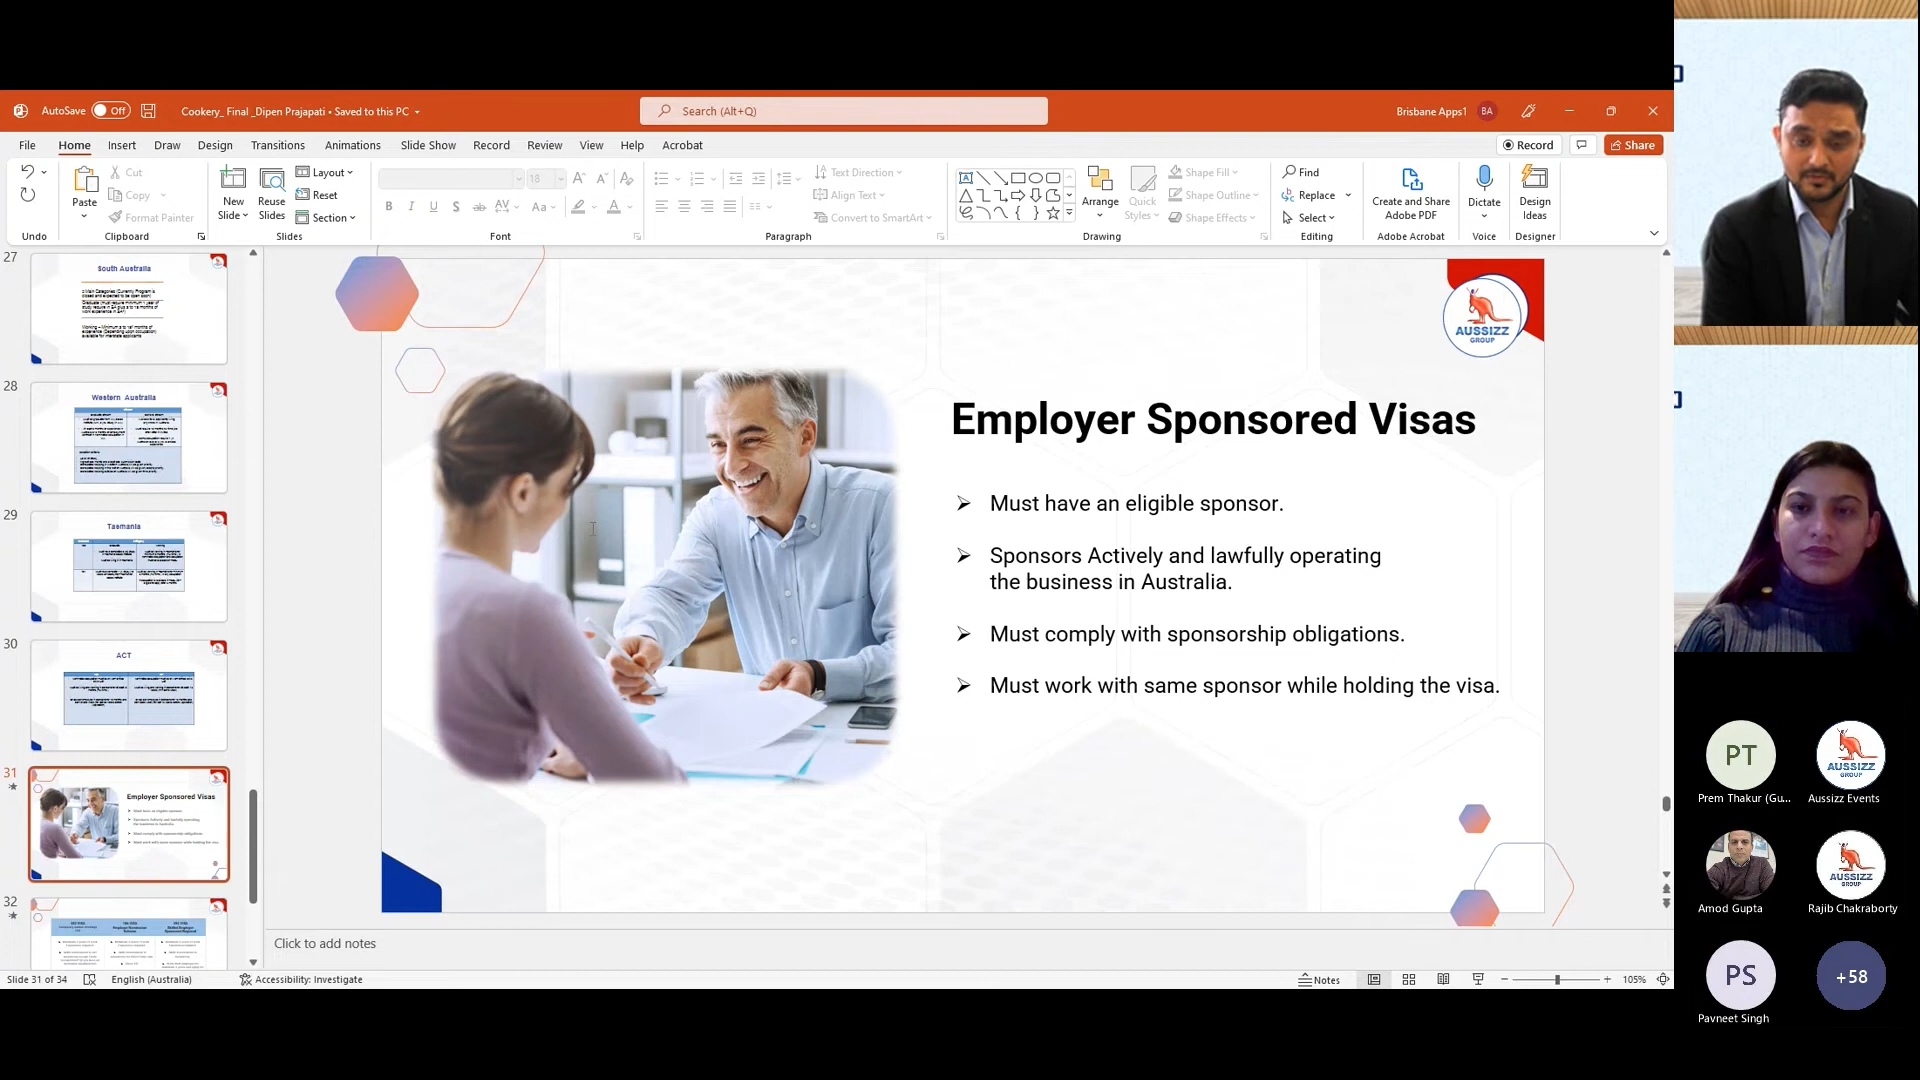 AutoSave
Off
Cookery_ Final _Dipen Prajapati • Saved to this PC
Search (Alt+Q)
Brisbane Apps1
BA
File
Home
Insert
Draw
Design
Transitions
Animations
Slide Show
Record
Review
View
Help
Acrobat
Record
Share
Undo
Paste
Cut
Copy
Format Painter
Clipboard
New Slide
Reuse Slides
Layout
Reset
Section
Slides
18
Font
Text Direction
Align Text
Convert to SmartArt
Paragraph
Arrange
Quick Styles
Shape Fill
Shape Outline
Shape Effects
Drawing
Find
Replace
Select
Editing
Create and Share
Adobe PDF
Adobe Acrobat
Dictate
Voice
Design
Ideas
Designer
27
South Australia
28
Western Australia
29
Tasmania
30
ACT
31
Employer Sponsored Visas
32
AUSSIZZ
GROUP
Employer Sponsored Visas
Must have an eligible sponsor.
Sponsors Actively and lawfully operating
the business in Australia.
Must comply with sponsorship obligations.
Must work with same sponsor while holding the visa.
Click to add notes
Slide 31 of 34
English (Australia)
Accessibility: Investigate
Notes
105%
PT
Prem Thakur (Gu...
AUSSIZZ
GROUP
Aussizz Events
Amod Gupta
AUSSIZZ
GROUP
Rajib Chakraborty
PS
Pavneet Singh
+58